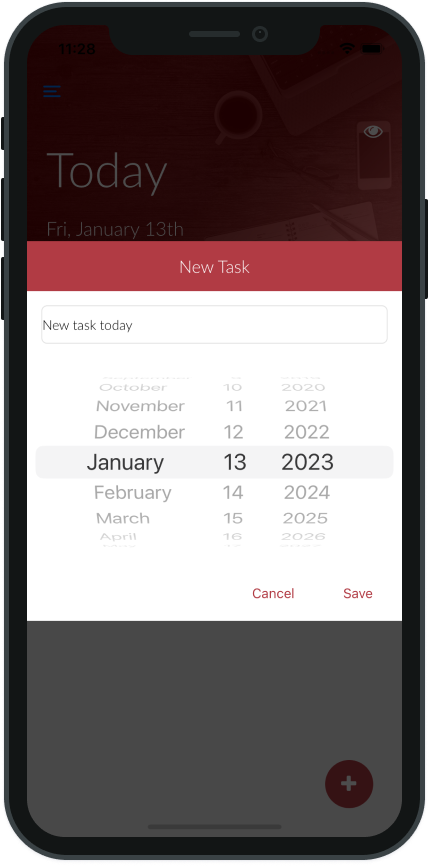 11:28
Today
Fri, January 13th
New Task
New task today
October 10 2020
November 11 2021
December 12 2022
January 13 2023
February 14 2024
March 15 2025
April 16 2026
Cancel Save